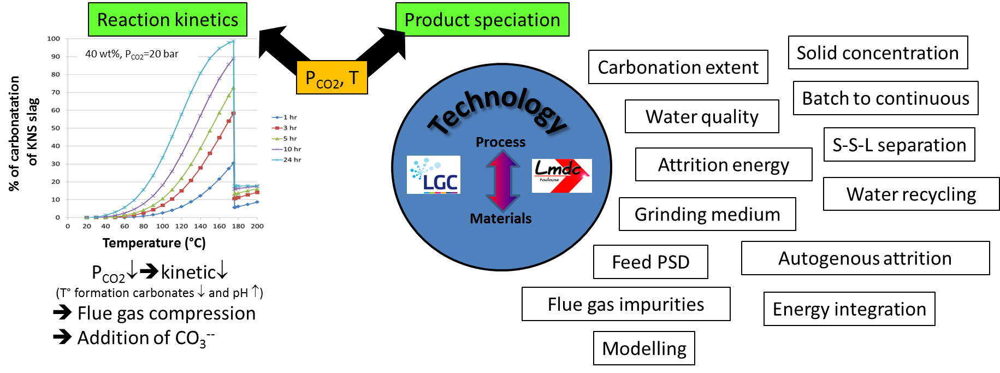 Reaction kinetics
Product speciation
P_CO2, T
% of carbonatation
of KNS slag
100
90
80
70
60
50
40
30
20
10
0
40 wt%, P_CO2=20 bar
0 20 40 60 80 100 120 140 160 180 200
Temperature (°C)
1 hr
3 hr
5 hr
10 hr
24 hr
P_CO2↓➔kinetic↓
(T° formation carbonates ↓ and pH ↑)
➔ Flue gas compression
➔ Addition of CO3--
Technology
Process
LGC
Lmdc
toulouse
Materials
Carbonation extent
Solid concentration
Batch to continuous
Water quality
S-S-L separation
Attrition energy
Water recycling
Grinding medium
Feed PSD
Autogenous attrition
Flue gas impurities
Energy integration
Modelling